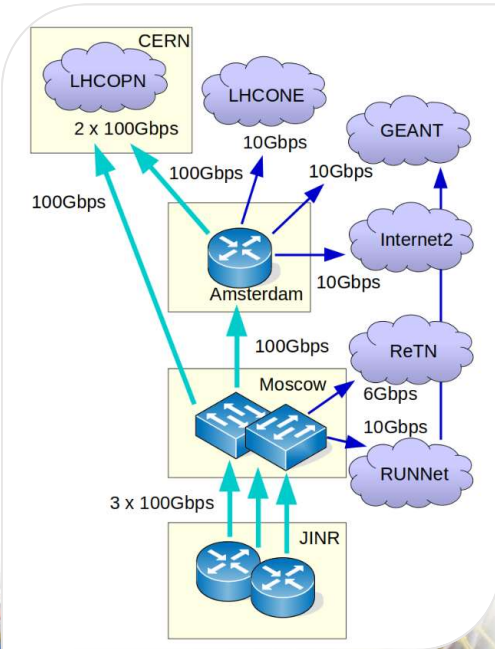 CERN
LHCOPN
2 x 100Gbps
LHCONE
10Gbps
GEANT
100Gbps
10Gbps
100Gbps
Internet2
10Gbps
Amsterdam
100Gbps
ReTN
Moscow
6Gbps
10Gbps
RUNNet
3 x 100Gbps
JINR